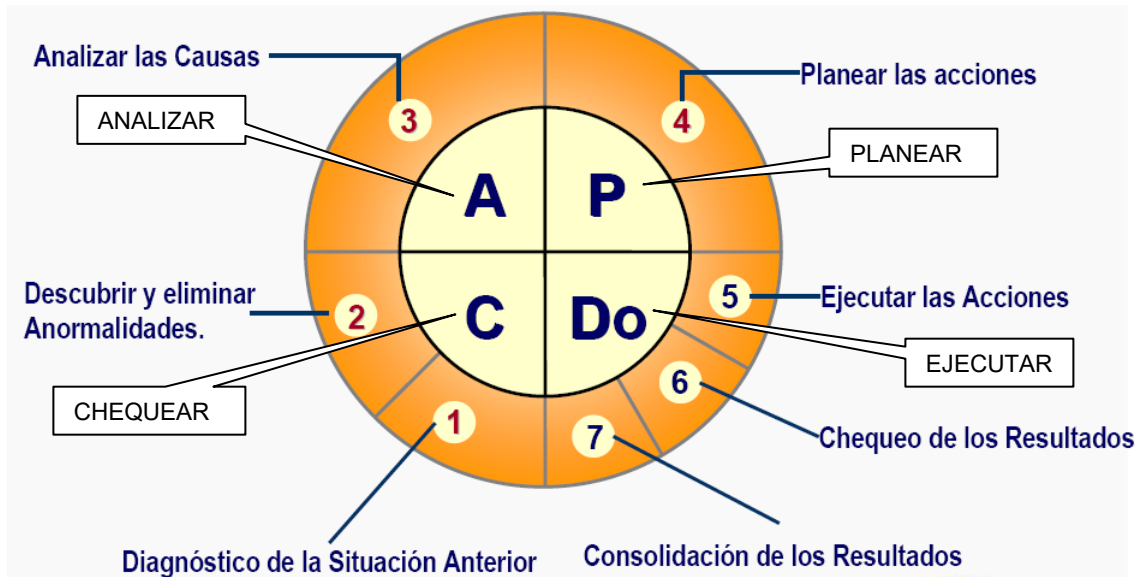 Analizar las Causas
ANALIZAR
3
4
Planear las acciones
PLANEAR
A
P
Descubrir y eliminar
Anormalidades.
2
C
Do
5
Ejecutar las Acciones
EJECUTAR
CHEQUEAR
1
6
7
Chequeo de los Resultados
Diagnóstico de la Situación Anterior
Consolidación de los Resultados